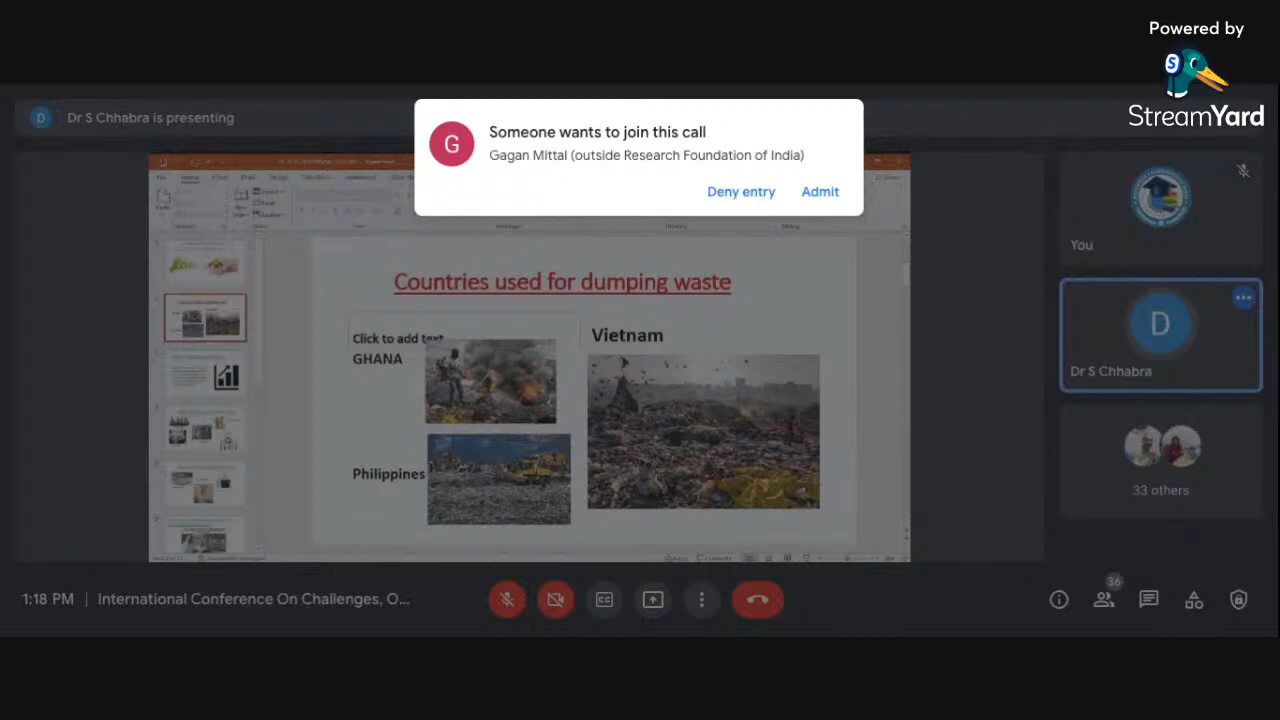 Powered by
StreamYard
D
Dr S Chhabra is presenting
G
Someone wants to join this call
Gagan Mittal (outside Research Foundation of India)
Deny entry
Admit
Countries used for dumping waste
Click to add text
GHANA
Vietnam
Philippines
You
D
Dr S Chhabra
33 others
1:18 PM | International Conference On Challenges, O...
CC
36